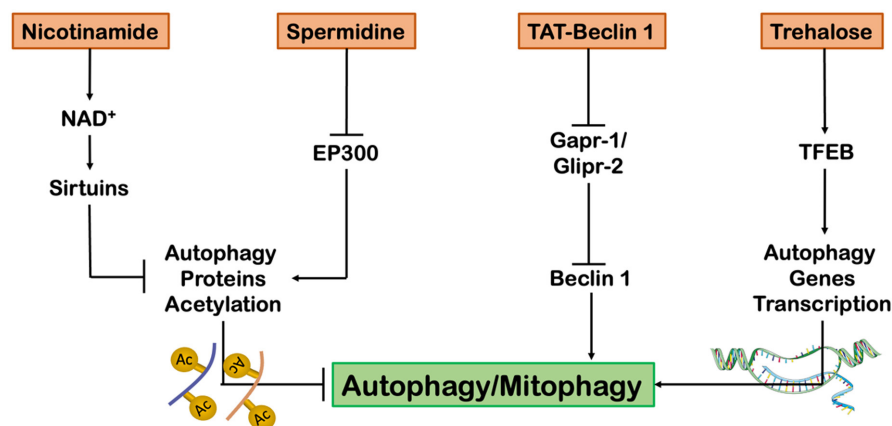 Nicotinamide
Spermidine
TAT-Beclin 1
Trehalose
NAD⁺
Sirtuins
EP300
Gapr-1/
Glipr-2
TFEB
Autophagy
Proteins
Acetylation
Beclin 1
Autophagy
Genes
Transcription
Ac
Ac
Ac
Ac
Autophagy/Mitophagy